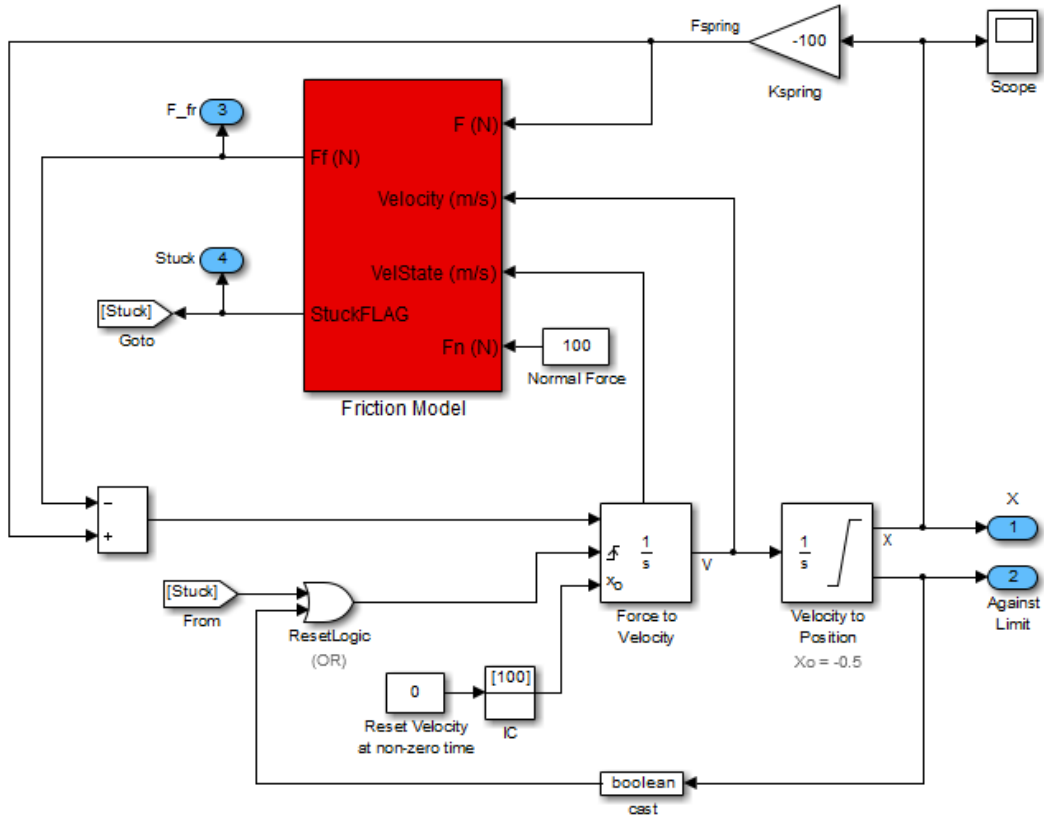 Fspring
-100
Kspring
Scope
F_fr
3
F (N)
Ff (N)
Velocity (m/s)
Stuck
4
VelState (m/s)
[Stuck]
Goto
StuckFLAG
Fn (N)
100
Normal Force
Friction Model
−
+
1
s
xo
Force to
Velocity
V
1
s
Velocity to
Position
Xo = -0.5
X
X
1
2
Against
Limit
[Stuck]
From
ResetLogic
(OR)
0
Reset Velocity
at non-zero time
[100]
IC
boolean
cast